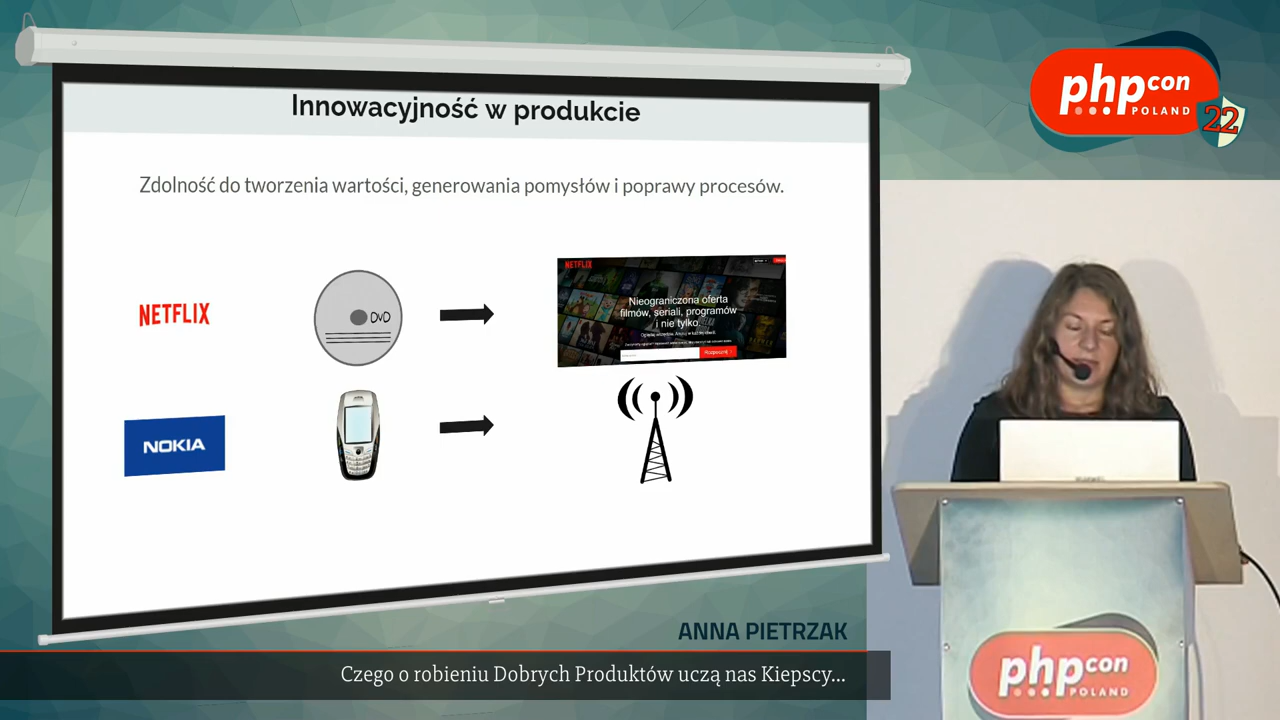 Innowacyjność w produkcie
Zdolność do tworzenia wartości, generowania pomysłów i poprawy procesów.
NETFLIX
DVD
NETFLIX
Nieograniczona oferta
filmów, seriali, programów
i nie tylko.
Rozpocznij
NOKIA
ANNA PIETRZAK
Czego o robieniu Dobrych Produktów uczą nas Kiepscy...
phpcon
POLAND
22
phpcon
POLAND